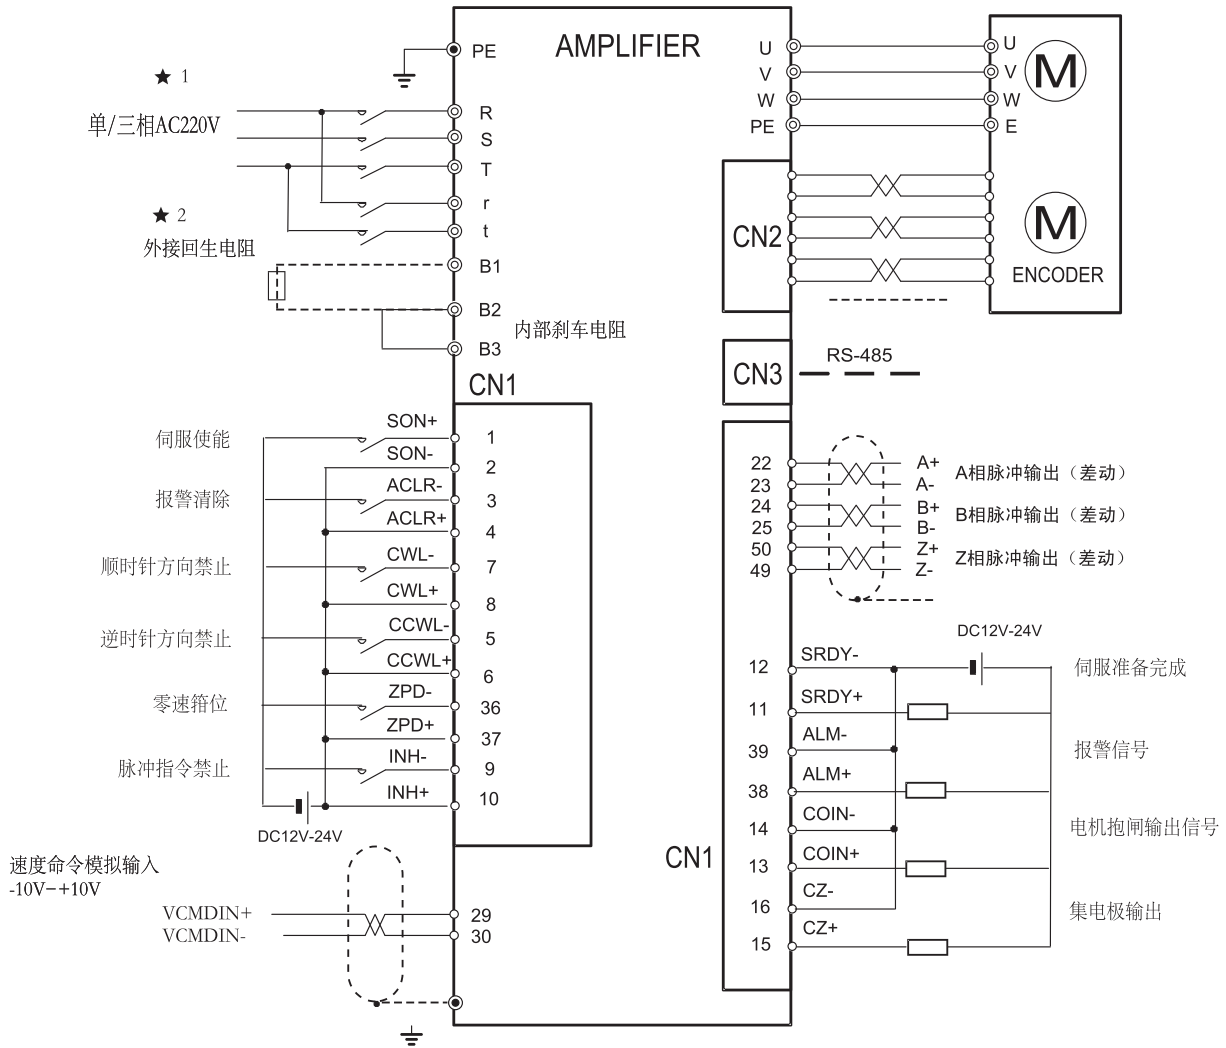 AMPLIFIER
PE
★ 1
单/三相AC220V
R
S
T
r
t
★ 2
外接回生电阻
B1
B2
B3
内部刹车电阻
U
V
W
PE
U
V
W
E
M
CN2
M
ENCODER
CN3
RS-485
CN1
伺服使能
SON+
1
SON-
2
报警清除
ACLR-
3
ACLR+
4
顺时针方向禁止
CWL-
7
CWL+
8
逆时针方向禁止
CCWL-
5
CCWL+
6
零速箝位
ZPD-
36
ZPD+
37
脉冲指令禁止
INH-
9
INH+
10
DC12V-24V
速度命令模拟输入
-10V-+10V
VCMDIN+
29
VCMDIN-
30
CN1
22
A+
23
A-
A相脉冲输出（差动）
24
B+
25
B-
B相脉冲输出（差动）
50
Z+
49
Z-
Z相脉冲输出（差动）
DC12V-24V
12
SRDY-
伺服准备完成
11
SRDY+
39
ALM-
报警信号
38
ALM+
14
COIN-
电机抱闸输出信号
13
COIN+
16
CZ-
集电极输出
15
CZ+